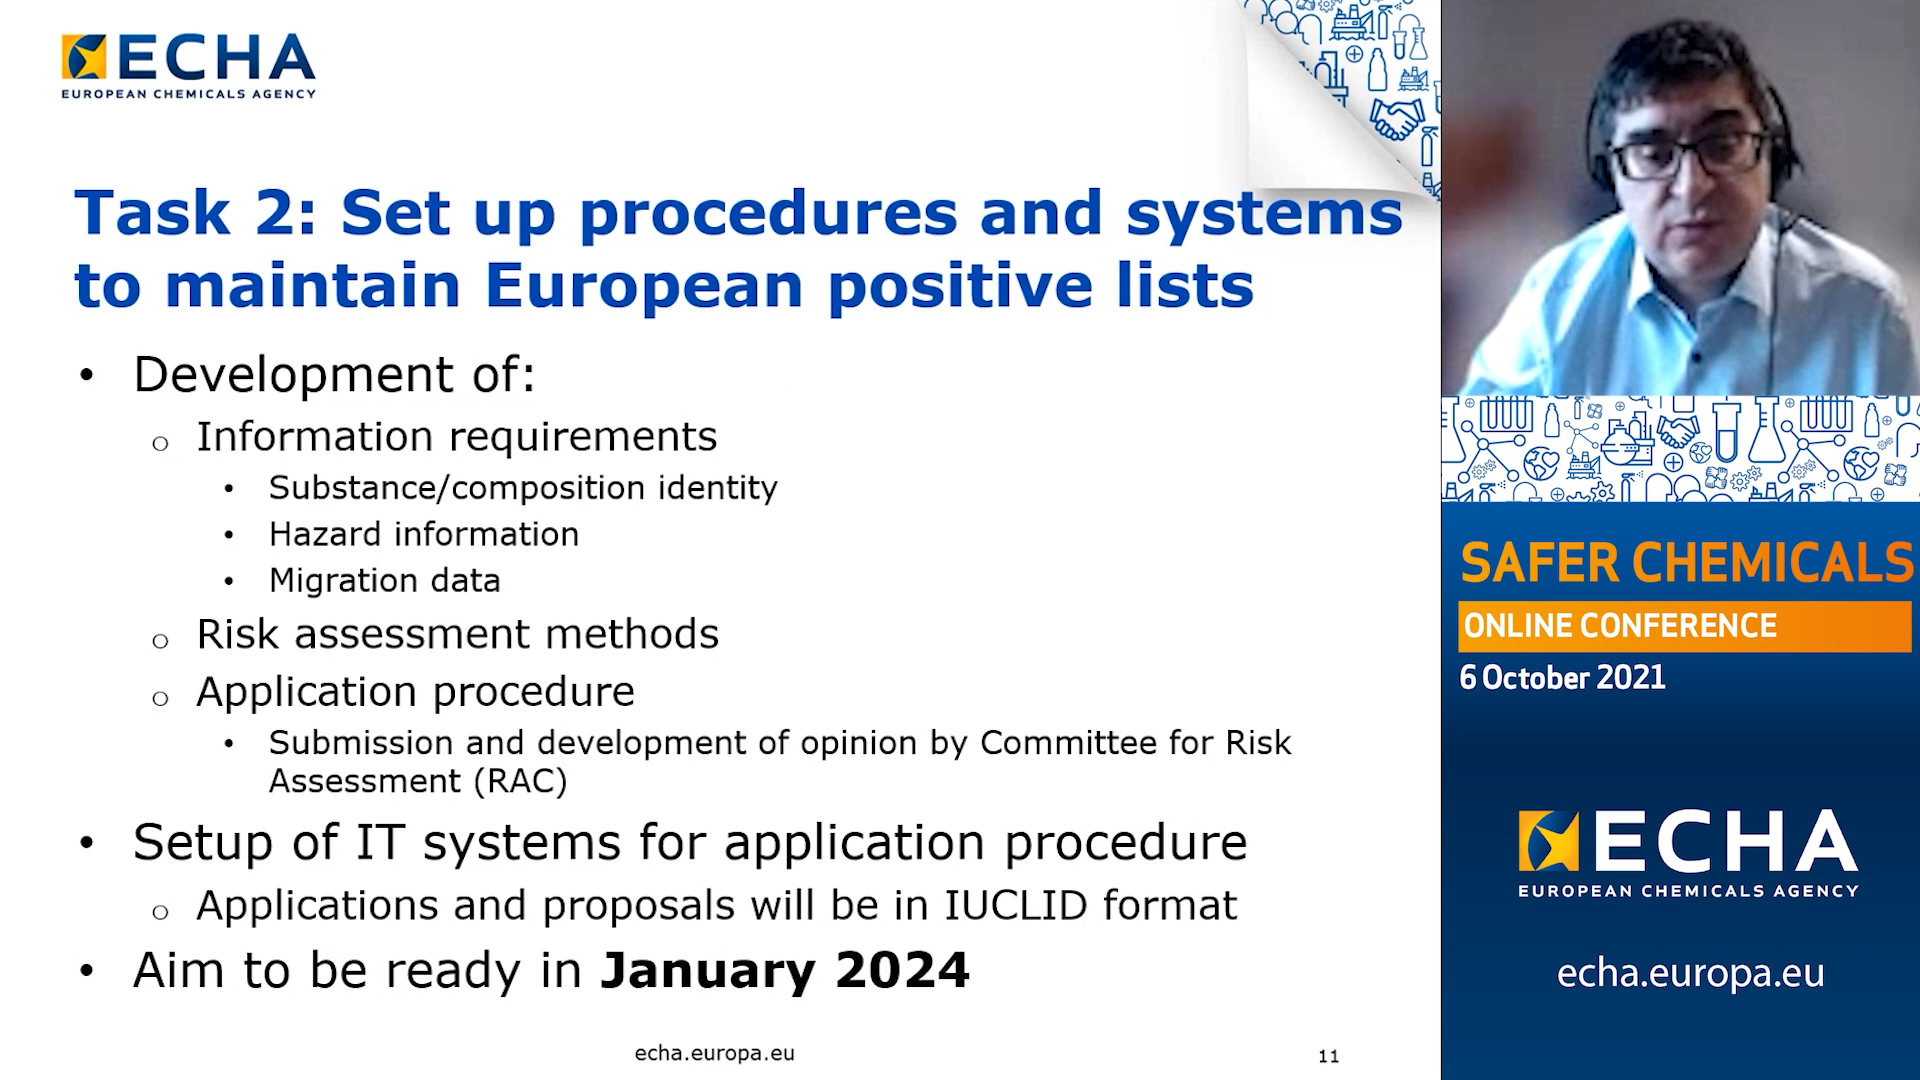 ECHA
EUROPEAN CHEMICALS AGENCY
Task 2: Set up procedures and systems
to maintain European positive lists
• Development of:
o Information requirements
• Substance/composition identity
• Hazard information
• Migration data
o Risk assessment methods
o Application procedure
• Submission and development of opinion by Committee for Risk
Assessment (RAC)
• Setup of IT systems for application procedure
o Applications and proposals will be in IUCLID format
• Aim to be ready in January 2024
echa.europa.eu
11
SAFER CHEMICALS
ONLINE CONFERENCE
6 October 2021
ECHA
EUROPEAN CHEMICALS AGENCY
echa.europa.eu